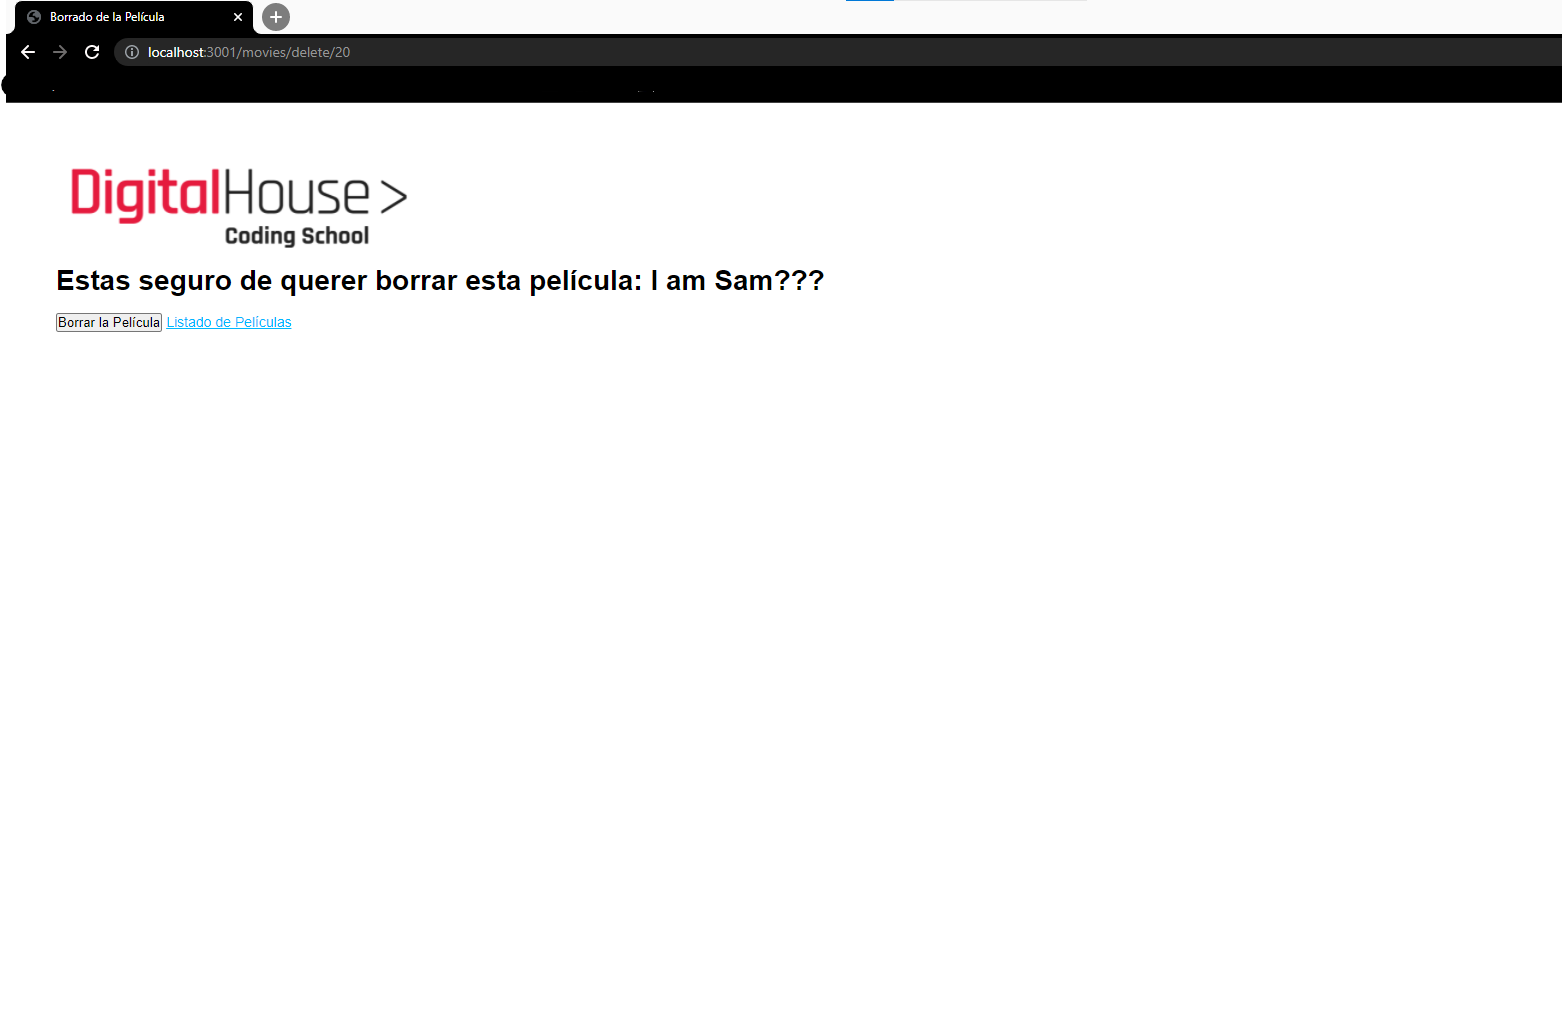 Borrado de la Película
localhost:3001/movies/delete/20
DigitalHouse >
Coding School
Estas seguro de querer borrar esta película: I am Sam???
Borrar la Película Listado de Películas